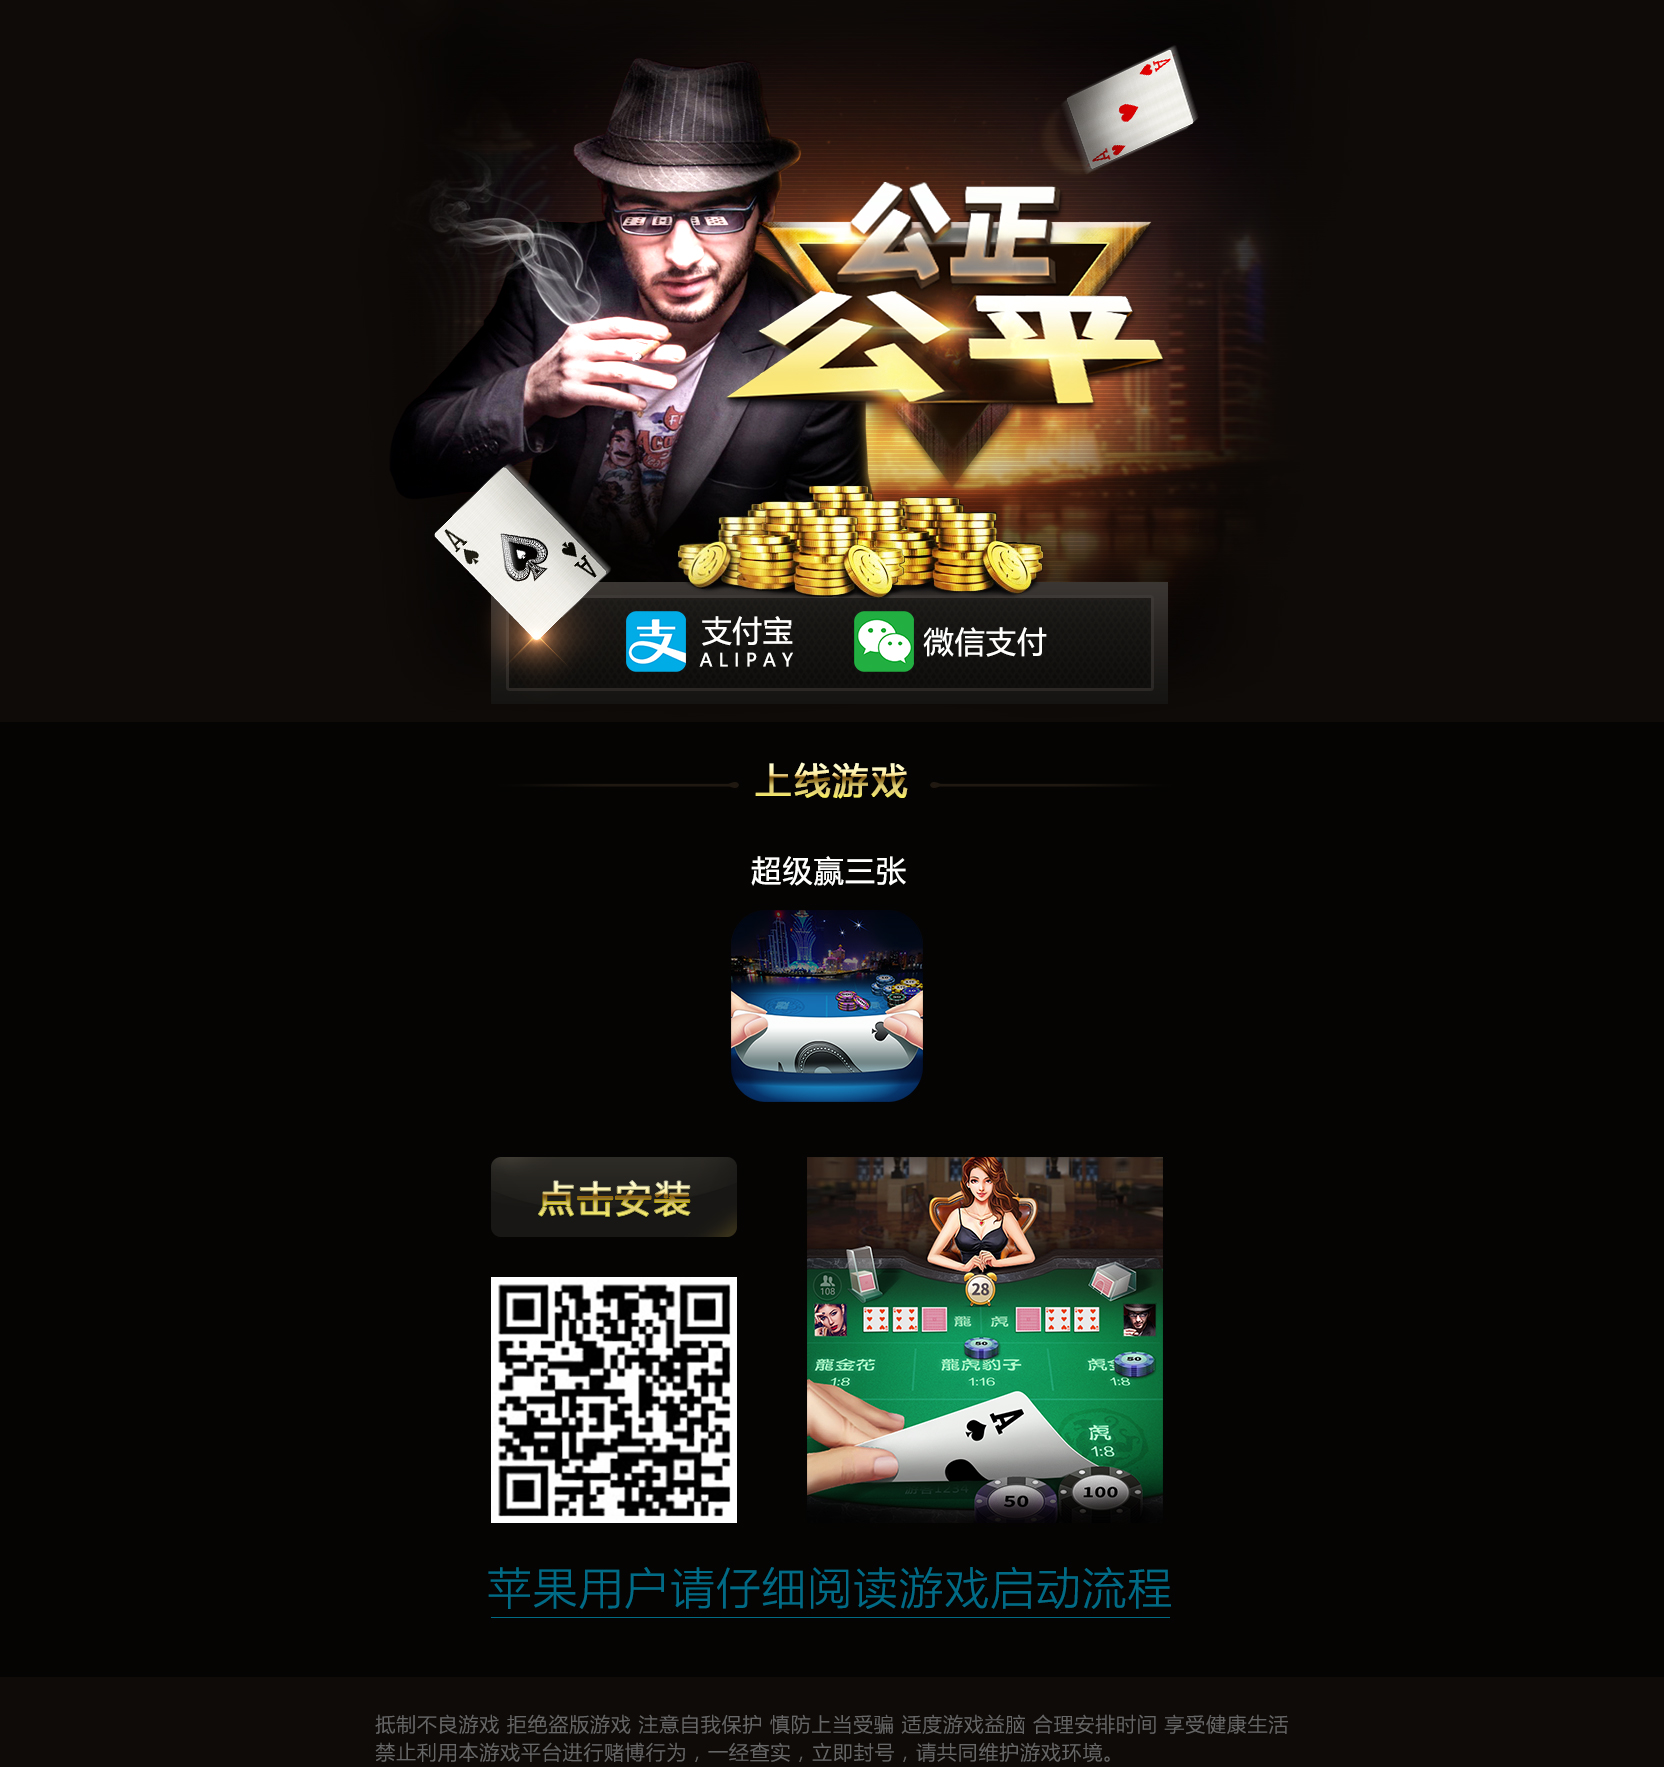 公正
公平
支付宝
ALIPAY
微信支付
上线游戏
超级赢三张
点击安装
28
108
龍 虎
50
龍金花
1:8
龍虎豹子
1:16
50
1:8
虎
1:8
50
100
苹果用户请仔细阅读游戏启动流程
抵制不良游戏 拒绝盗版游戏 注意自我保护 慎防上当受骗 适度游戏益脑 合理安排时间 享受健康生活
禁止利用本游戏平台进行赌博行为，一经查实，立即封号，请共同维护游戏环境。